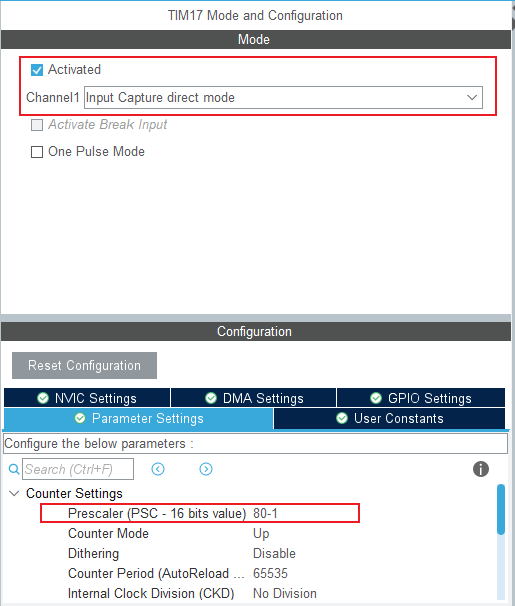 TIM17 Mode and Configuration
Mode
Activated
Channel1 Input Capture direct mode
Activate Break Input
One Pulse Mode
Configuration
Reset Configuration
NVIC Settings DMA Settings GPIO Settings
Parameter Settings User Constants
Configure the below parameters :
Search (Ctrl+F)
Counter Settings
Prescaler (PSC - 16 bits value) 80-1
Counter Mode Up
Dithering Disable
Counter Period (AutoReload ... 65535
Internal Clock Division (CKD) No Division